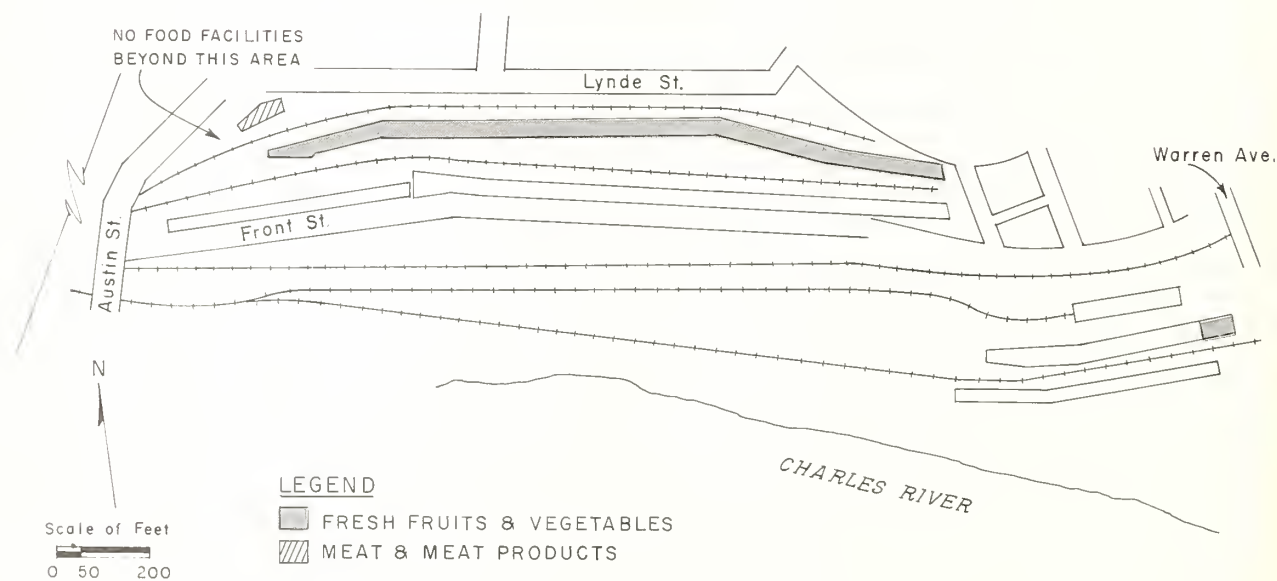 NO FOOD FACILITIES
BEYOND THIS AREA
Lynde St.
Warren Ave.
Front St.
Austin St.
N
CHARLES RIVER
LEGEND
FRESH FRUITS & VEGETABLES
MEAT & MEAT PRODUCTS
Scale of Feet
0 50 200